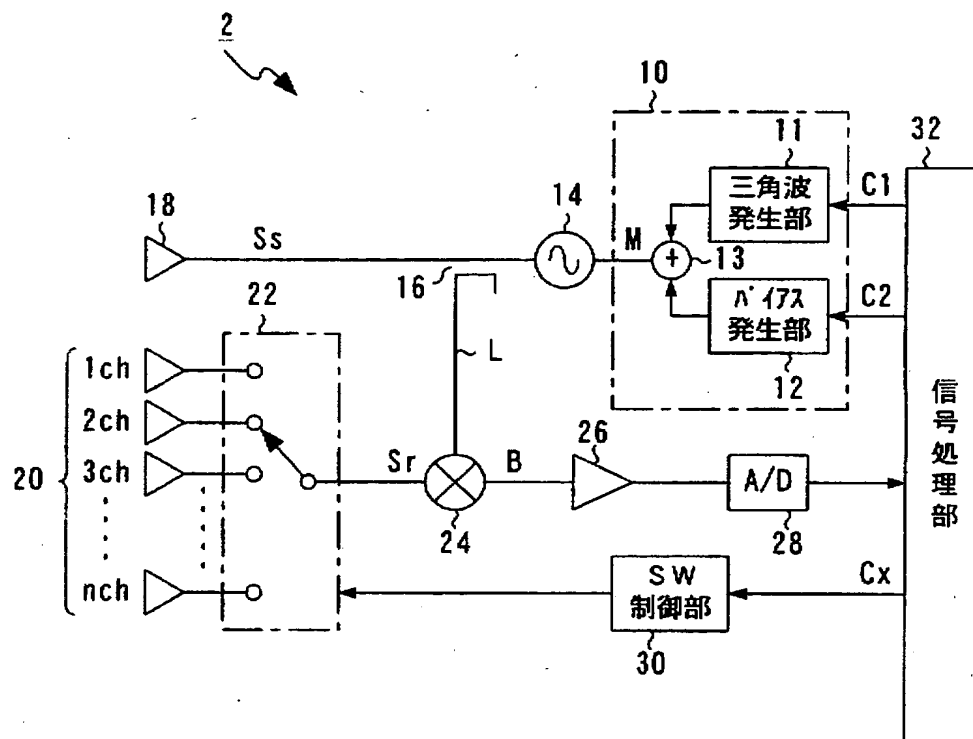 2
10
11
三角波
発生部
C1
32
18
Ss
14
M
+
13
16
バイアス
発生部
C2
12
22
L
1ch
2ch
3ch
nch
20
Sr
24
B
26
A/D
28
SW
制御部
30
Cx
信号処理部